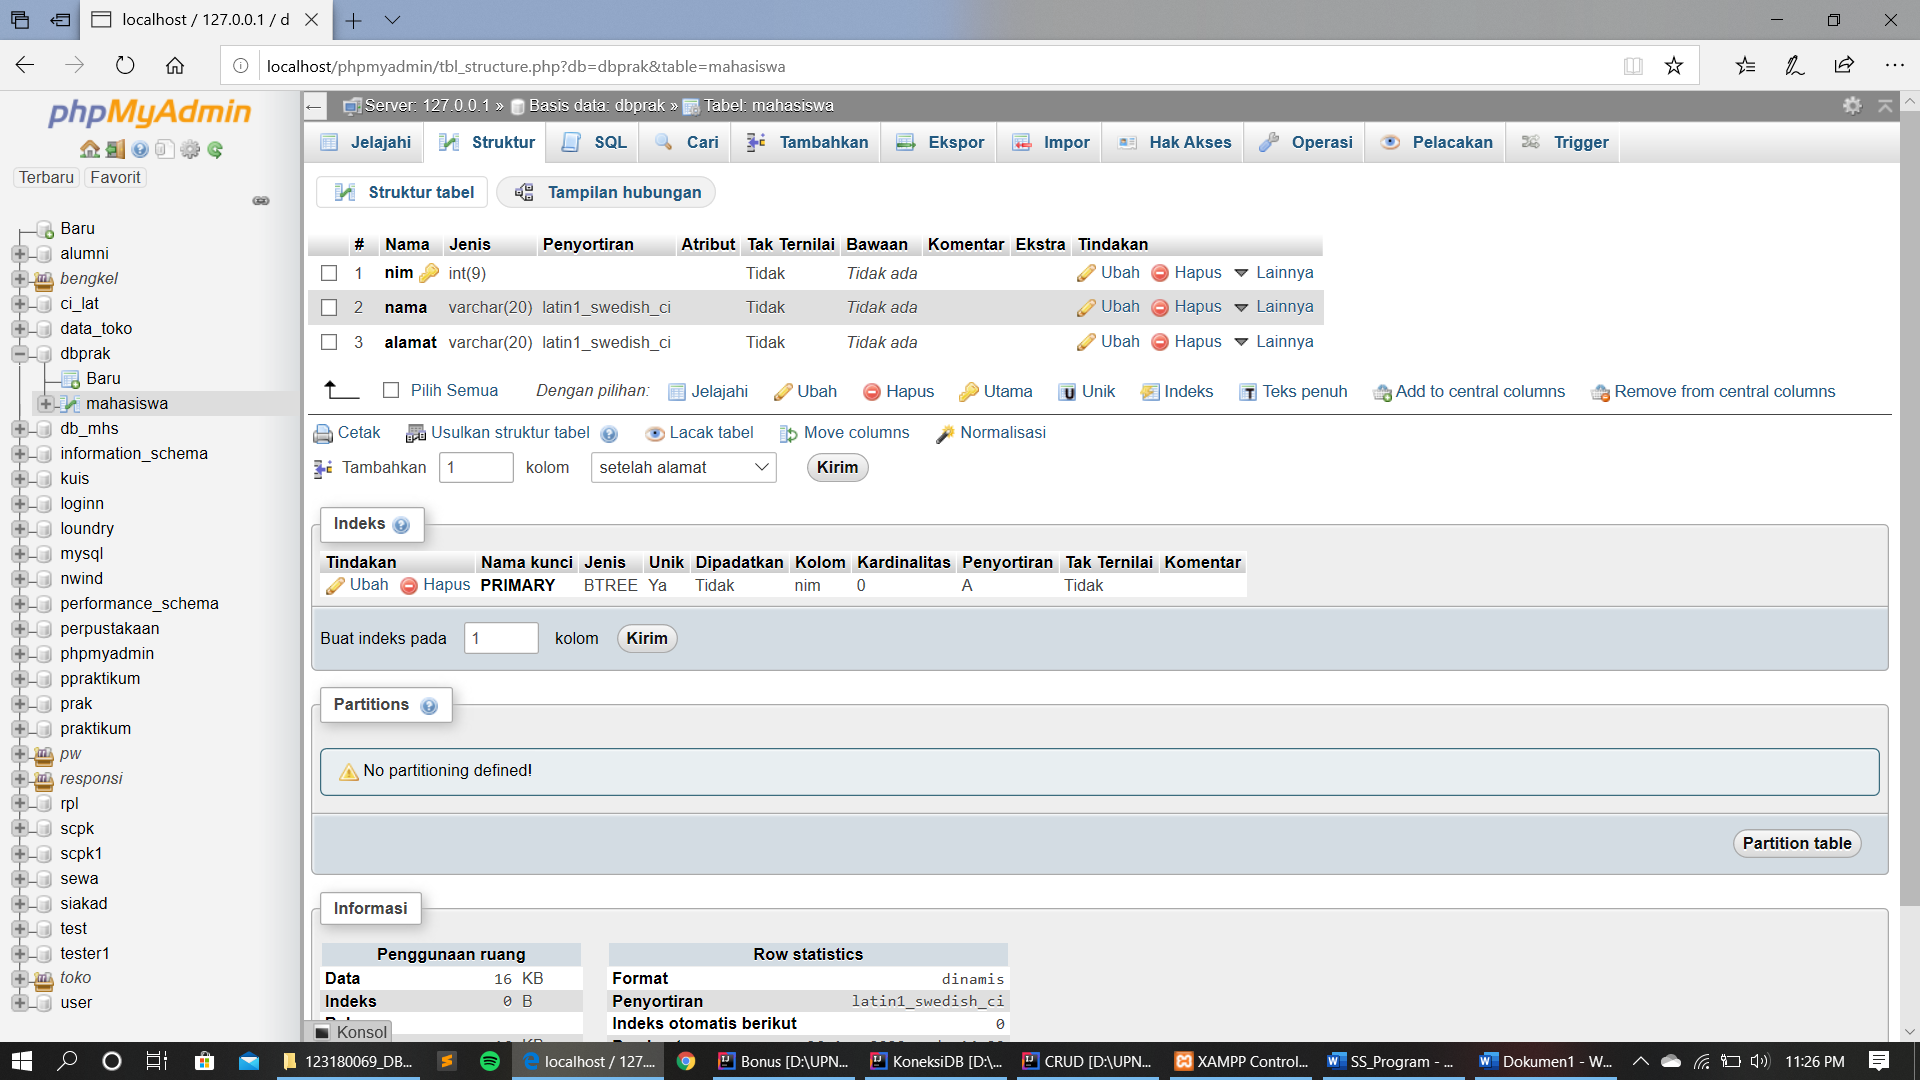 localhost / 127.0.0.1 / d
localhost/phpmyadmin/tbl_structure.php?db=dbprak&table=mahasiswa
phpMyAdmin
Terbaru Favorit
Baru
alumni
bengkel
ci_lat
data_toko
dbprak
Baru
mahasiswa
db_mhs
information_schema
kuis
loginn
loundry
mysql
nwind
performance_schema
perpustakaan
phpmyadmin
ppraktikum
prak
praktikum
pw
responsi
rpl
scpk
scpk1
sewa
siakad
test
tester1
toko
user
Server: 127.0.0.1 » Basis data: dbprak » Tabel: mahasiswa
Jelajahi Struktur SQL Cari Tambahkan Ekspor Impor Hak Akses Operasi Pelacakan Trigger
Struktur tabel Tampilan hubungan
# Nama Jenis Penyortiran Atribut Tak Ternilai Bawaan Komentar Ekstra Tindakan
1 nim int(9) Tidak Tidak ada Ubah Hapus Lainnya
2 nama varchar(20) latin1_swedish_ci Tidak Tidak ada Ubah Hapus Lainnya
3 alamat varchar(20) latin1_swedish_ci Tidak Tidak ada Ubah Hapus Lainnya
Pilih Semua Dengan pilihan: Jelajahi Ubah Hapus Utama Unik Indeks Teks penuh Add to central columns Remove from central columns
Cetak Usulkan struktur tabel Lacak tabel Move columns Normalisasi
Tambahkan 1 kolom setelah alamat Kirim
Indeks
Tindakan Nama kunci Jenis Unik Dipadatkan Kolom Kardinalitas Penyortiran Tak Ternilai Komentar
Ubah Hapus PRIMARY BTREE Ya Tidak nim 0 A Tidak
Buat indeks pada 1 kolom Kirim
Partitions
No partitioning defined!
Partition table
Informasi
Penggunaan ruang
Data 16 KB
Indeks 0 B
Row statistics
Format dinamis
Penyortiran latin1_swedish_ci
Indeks otomatis berikut 0
Konsol
123180069_DB... localhost / 127.... Bonus [D:\UPN... KoneksiDB [D:\... CRUD [D:\UPN... XAMPP Control... SS_Program - ... Dokumen1 - W... 11:26 PM